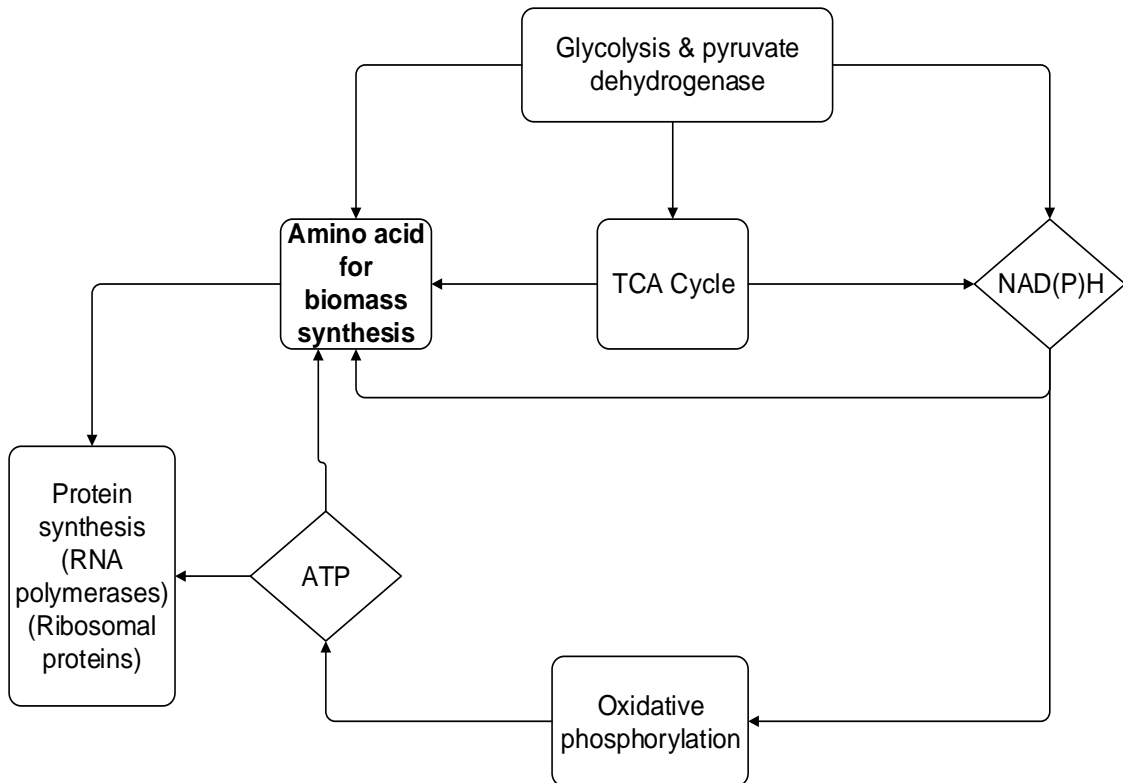 Glycolysis & pyruvate
dehydrogenase
Amino acid
for
biomass
synthesis
TCA Cycle
NAD(P)H
Protein
synthesis
(RNA
polymerases)
(Ribosomal
proteins)
ATP
Oxidative
phosphorylation